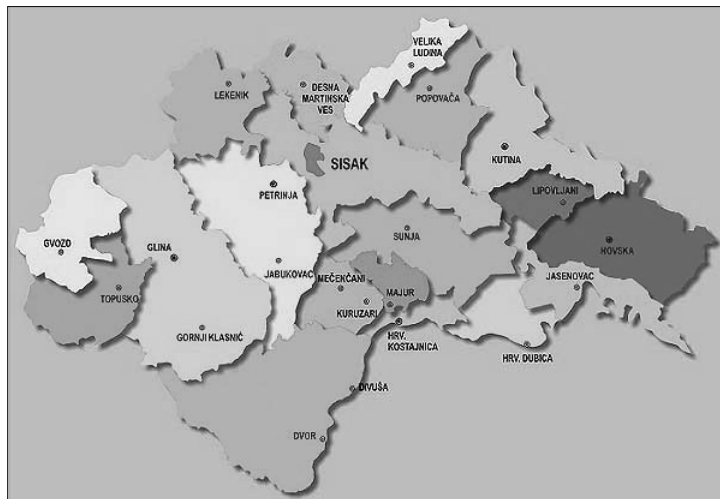 VELIKA
LUDINA
LEKENIK
DESNA
MARTINSKA
VES
POPOVAČA
KUTINA
SISAK
PETRINJA
LIPOVLJANI
GVOZD
GLINA
SUNJA
NOVSKA
JABUKOVAC
MEČENČANI
JASENOVAC
TOPUSKO
KURUZARI
MAJUR
GORNJI KLASNIĆ
HRV.
KOSTAJNICA
HRV. DUBICA
DIVUŠA
DVOR